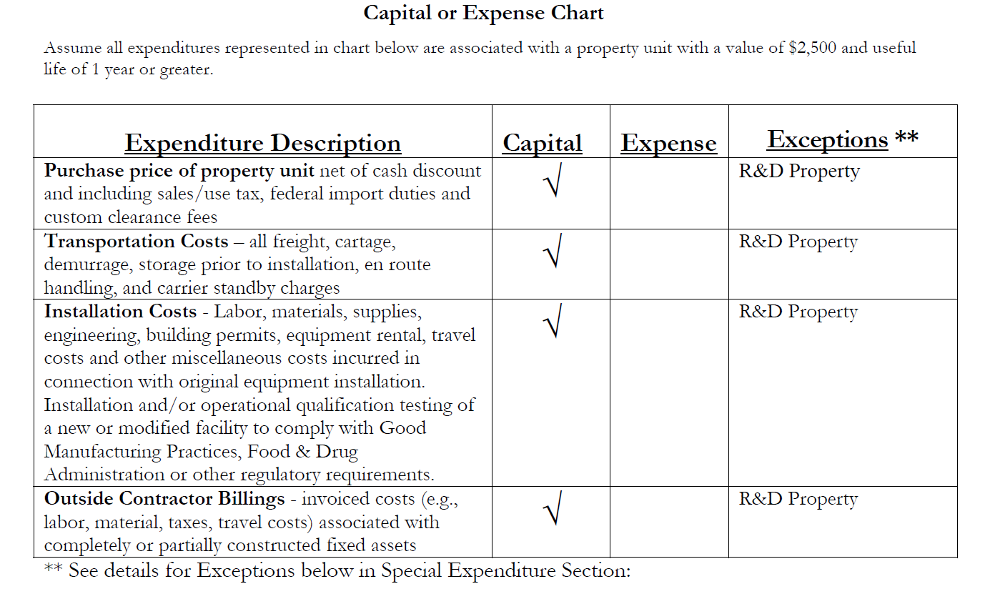 Capital or Expense Chart
Assume all expenditures represented in chart below are associated with a property unit with a value of $2,500 and useful
life of 1 year or greater.
Expenditure Description Capital Expense Exceptions **
Purchase price of property unit net of cash discount √ R&D Property
and including sales/use tax, federal import duties and
custom clearance fees
Transportation Costs – all freight, cartage, √ R&D Property
demurrage, storage prior to installation, en route
handling, and carrier standby charges
Installation Costs - Labor, materials, supplies, √ R&D Property
engineering, building permits, equipment rental, travel
costs and other miscellaneous costs incurred in
connection with original equipment installation.
Installation and/or operational qualification testing of
a new or modified facility to comply with Good
Manufacturing Practices, Food & Drug
Administration or other regulatory requirements.
Outside Contractor Billings - invoiced costs (e.g., √ R&D Property
labor, material, taxes, travel costs) associated with
completely or partially constructed fixed assets
** See details for Exceptions below in Special Expenditure Section: